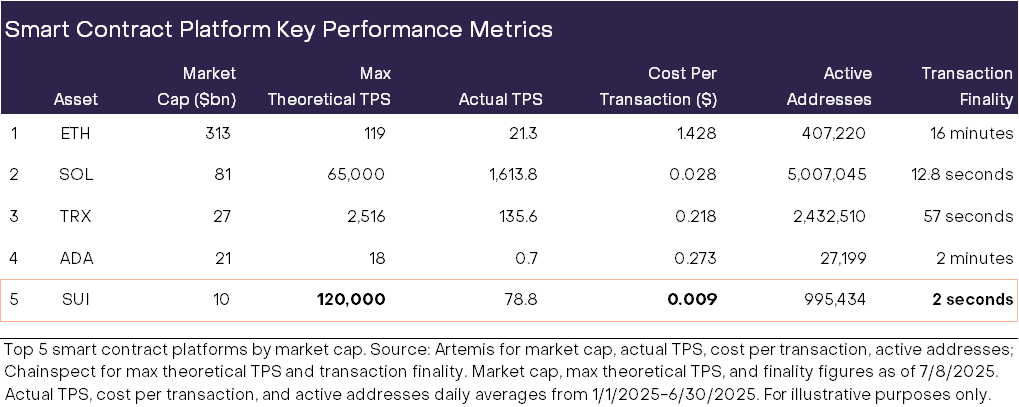 Smart Contract Platform Key Performance Metrics
Market Max Cost Per Active Transaction
Asset Cap ($bn) Theoretical TPS Actual TPS Transaction ($) Addresses Finality
1 ETH 313 119 21.3 1.428 407,220 16 minutes
2 SOL 81 65,000 1,613.8 0.028 5,007,045 12.8 seconds
3 TRX 27 2,516 135.6 0.218 2,432,510 57 seconds
4 ADA 21 18 0.7 0.273 27,199 2 minutes
5 SUI 10 120,000 78.8 0.009 995,434 2 seconds
Top 5 smart contract platforms by market cap. Source: Artemis for market cap, actual TPS, cost per transaction, active addresses;
Chainspect for max theoretical TPS and transaction finality. Market cap, max theoretical TPS, and finality figures as of 7/8/2025.
Actual TPS, cost per transaction, and active addresses daily averages from 1/1/2025-6/30/2025. For illustrative purposes only.